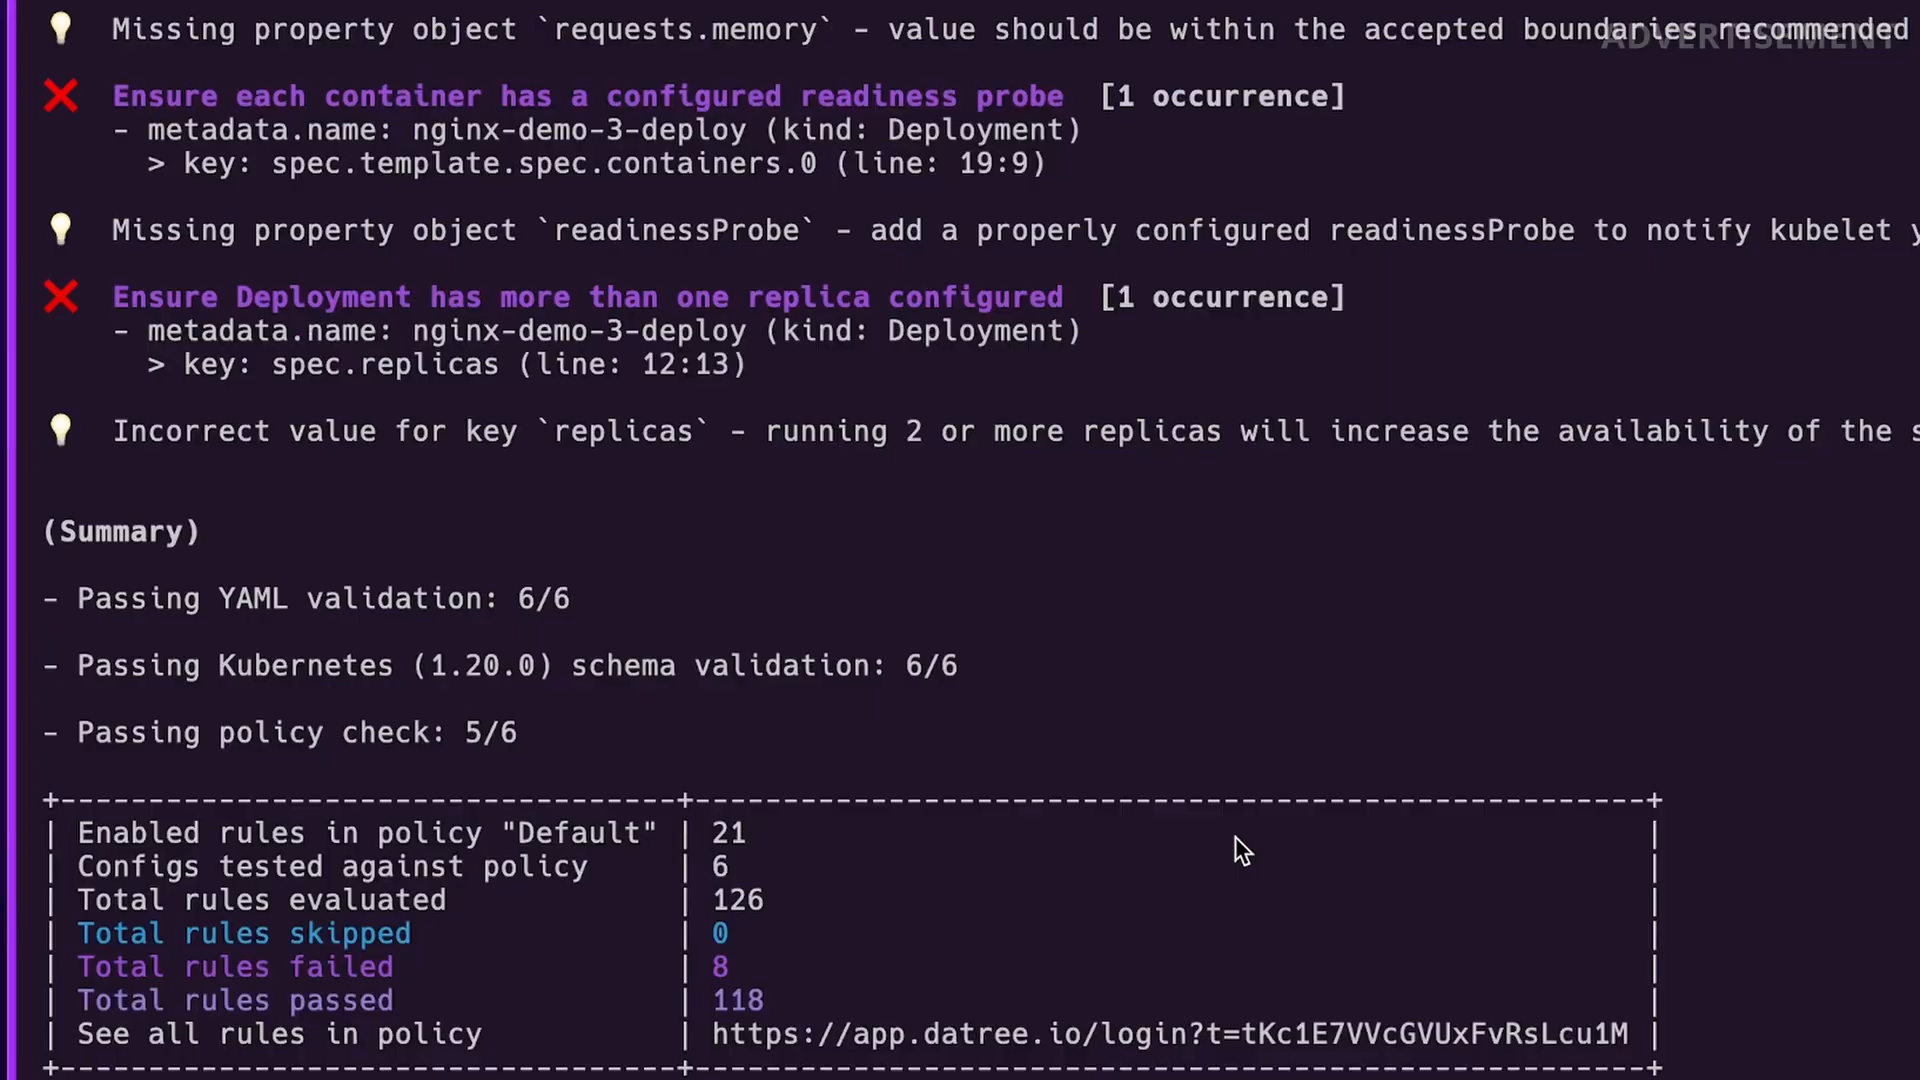 Missing property object `requests.memory` - value should be within the accepted boundaries recommended
ADVERTISEMENT
Ensure each container has a configured readiness probe [1 occurrence]
- metadata.name: nginx-demo-3-deploy (kind: Deployment)
> key: spec.template.spec.containers.0 (line: 19:9)
Missing property object `readinessProbe` - add a properly configured readinessProbe to notify kubelet y
Ensure Deployment has more than one replica configured [1 occurrence]
- metadata.name: nginx-demo-3-deploy (kind: Deployment)
> key: spec.replicas (line: 12:13)
Incorrect value for key `replicas` - running 2 or more replicas will increase the availability of the s
(Summary)
- Passing YAML validation: 6/6
- Passing Kubernetes (1.20.0) schema validation: 6/6
- Passing policy check: 5/6
+-----------------------------------+------------------------------------------------------+
| Enabled rules in policy "Default" | 21 |
| Configs tested against policy | 6 |
| Total rules evaluated | 126 |
| Total rules skipped | 0 |
| Total rules failed | 8 |
| Total rules passed | 118 |
| See all rules in policy | https://app.datree.io/login?t=tKc1E7VVcGVUxFvRsLcu1M |
+-----------------------------------+------------------------------------------------------+